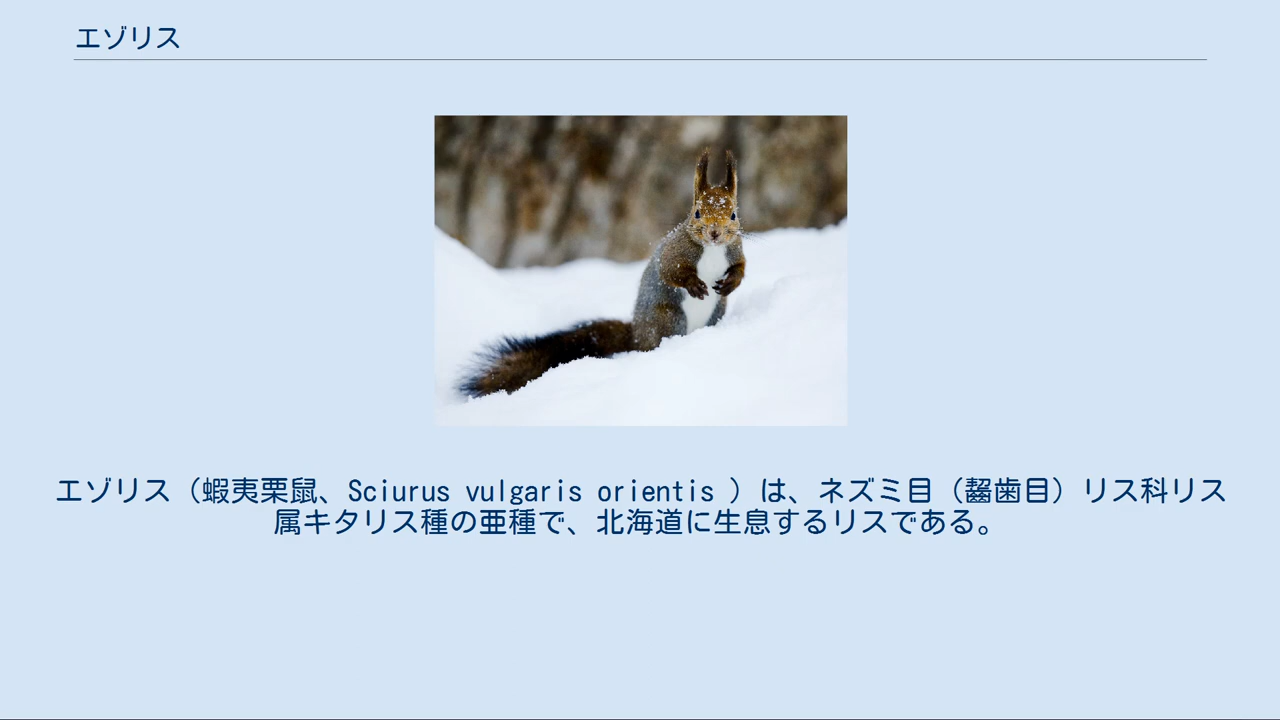 エゾリス
エゾリス（蝦夷栗鼠、Sciurus vulgaris orientis ）は、ネズミ目（齧歯目）リス科リス
属キタリス種の亜種で、北海道に生息するリスである。